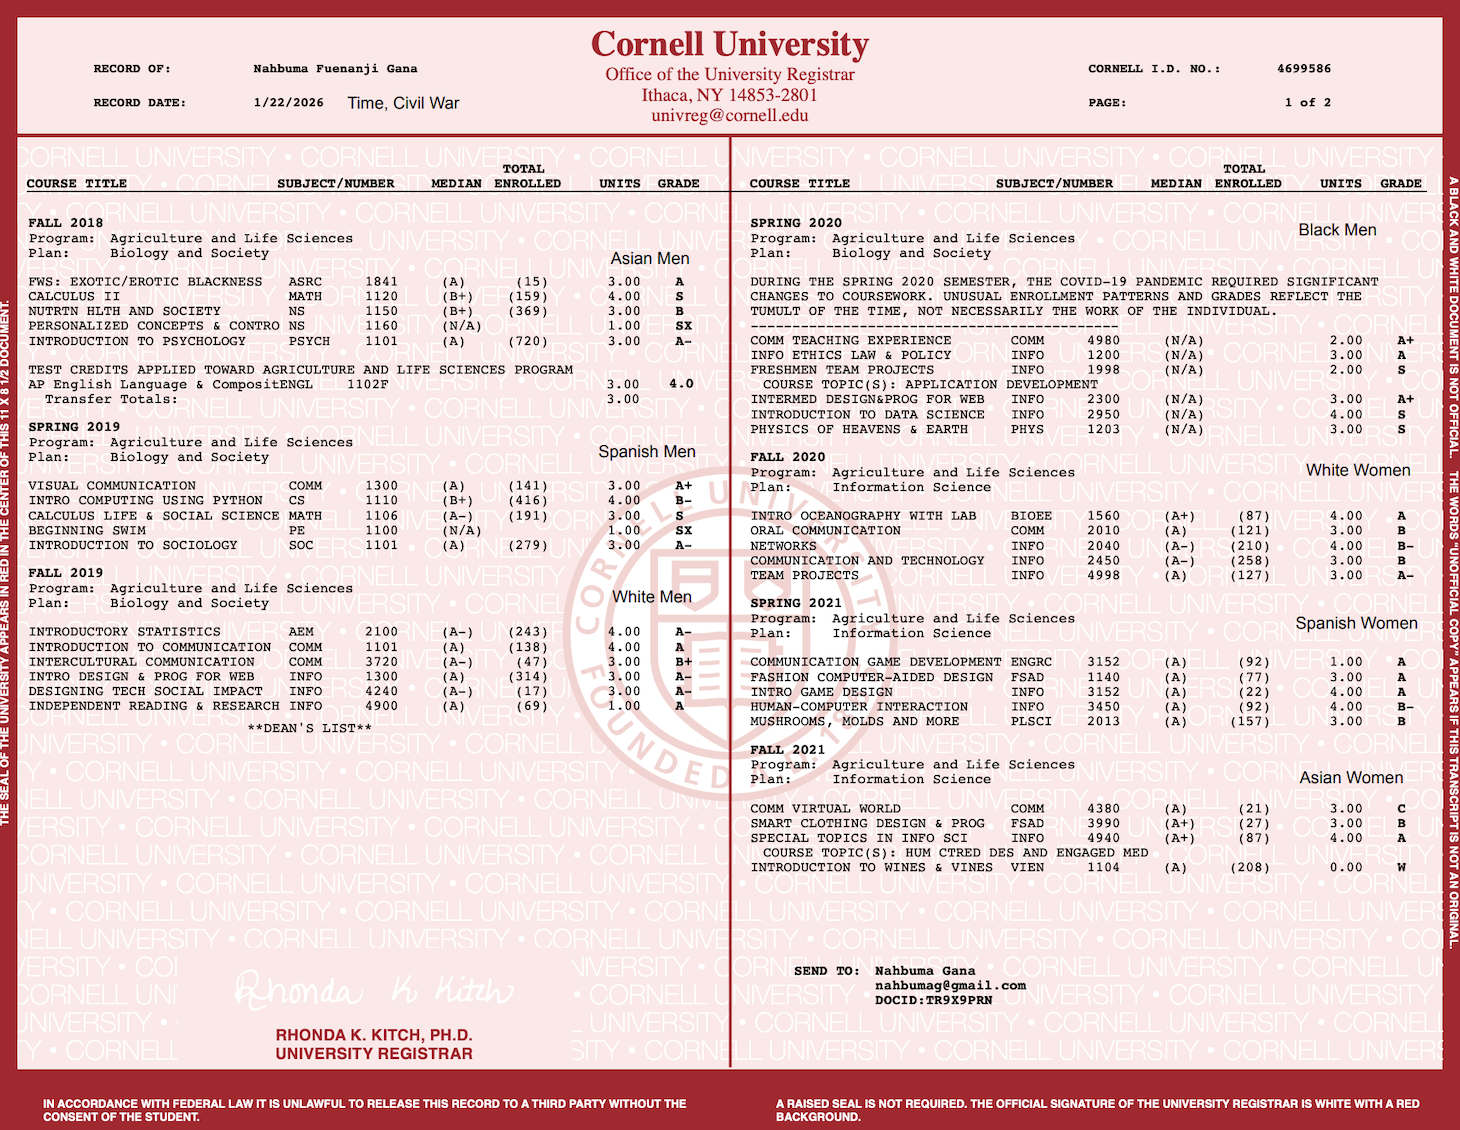 Cornell University
Office of the University Registrar
Ithaca, NY 14853-2801
univreg@cornell.edu
RECORD OF: Nahbuma Fuenanji Gana
RECORD DATE: 1/22/2026 Time, Civil War
CORNELL I.D. NO.: 4699586
PAGE: 1 of 2
COURSE TITLE SUBJECT/NUMBER MEDIAN TOTAL ENROLLED UNITS GRADE
FALL 2018
Program: Agriculture and Life Sciences
Plan: Biology and Society
Asian Men
FWS: EXOTIC/EROTIC BLACKNESS ASRC 1841 (A) (15) 3.00 A
CALCULUS II MATH 1120 (B+) (159) 4.00 S
NUTRTN HLTH AND SOCIETY NS 1150 (B+) (369) 3.00 B
PERSONALIZED CONCEPTS & CONTRO NS 1160 (N/A) 1.00 SX
INTRODUCTION TO PSYCHOLOGY PSYCH 1101 (A) (720) 3.00 A-
TEST CREDITS APPLIED TOWARD AGRICULTURE AND LIFE SCIENCES PROGRAM
AP English Language & CompositENGL 1102F 3.00 4.0
Transfer Totals: 3.00
SPRING 2019
Program: Agriculture and Life Sciences
Plan: Biology and Society
Spanish Men
VISUAL COMMUNICATION COMM 1300 (A) (141) 3.00 A+
INTRO COMPUTING USING PYTHON CS 1110 (B+) (416) 4.00 B-
CALCULUS LIFE & SOCIAL SCIENCE MATH 1106 (A-) (191) 3.00 S
BEGINNING SWIM PE 1100 (N/A) 1.00 SX
INTRODUCTION TO SOCIOLOGY SOC 1101 (A) (279) 3.00 A-
FALL 2019
Program: Agriculture and Life Sciences
Plan: Biology and Society
White Men
INTRODUCTORY STATISTICS AEM 2100 (A-) (243) 4.00 A-
INTRODUCTION TO COMMUNICATION COMM 1101 (A) (138) 4.00 A
INTERCULTURAL COMMUNICATION COMM 3720 (A-) (47) 3.00 B+
INTRO DESIGN & PROG FOR WEB INFO 1300 (A) (314) 3.00 A-
DESIGNING TECH SOCIAL IMPACT INFO 4240 (A-) (17) 3.00 A-
INDEPENDENT READING & RESEARCH INFO 4900 (A) (69) 1.00 A
**DEAN'S LIST**
Rhonda K Kitch
RHONDA K. KITCH, PH.D.
UNIVERSITY REGISTRAR
COURSE TITLE SUBJECT/NUMBER MEDIAN TOTAL ENROLLED UNITS GRADE
SPRING 2020
Black Men
Program: Agriculture and Life Sciences
Plan: Biology and Society
DURING THE SPRING 2020 SEMESTER, THE COVID-19 PANDEMIC REQUIRED SIGNIFICANT
CHANGES TO COURSEWORK. UNUSUAL ENROLLMENT PATTERNS AND GRADES REFLECT THE
TUMULT OF THE TIME, NOT NECESSARILY THE WORK OF THE INDIVIDUAL.
-----------------------------------------
COMM TEACHING EXPERIENCE COMM 4980 (N/A) 2.00 A+
INFO ETHICS LAW & POLICY INFO 1200 (N/A) 3.00 A
FRESHMEN TEAM PROJECTS INFO 1998 (N/A) 2.00 S
COURSE TOPIC(S): APPLICATION DEVELOPMENT
INTERMED DESIGN&PROG FOR WEB INFO 2300 (N/A) 3.00 A+
INTRODUCTION TO DATA SCIENCE INFO 2950 (N/A) 4.00 S
PHYSICS OF HEAVENS & EARTH PHYS 1203 (N/A) 3.00 S
FALL 2020
White Women
Program: Agriculture and Life Sciences
Plan: Information Science
INTRO OCEANOGRAPHY WITH LAB BIOEE 1560 (A+) (87) 4.00 A
ORAL COMMUNICATION COMM 2010 (A) (121) 3.00 B
NETWORKS INFO 2040 (A-) (210) 4.00 B-
COMMUNICATION AND TECHNOLOGY INFO 2450 (A-) (258) 3.00 B
TEAM PROJECTS INFO 4998 (A) (127) 3.00 A-
SPRING 2021
Program: Agriculture and Life Sciences
Spanish Women
Plan: Information Science
COMMUNICATION GAME DEVELOPMENT ENGRC 3152 (A) (92) 1.00 A
FASHION COMPUTER-AIDED DESIGN FSAD 1140 (A) (77) 3.00 A
INTRO GAME DESIGN INFO 3152 (A) (22) 4.00 A
HUMAN-COMPUTER INTERACTION INFO 3450 (A) (92) 4.00 B-
MUSHROOMS, MOLDS AND MORE PLSCI 2013 (A) (157) 3.00 B
FALL 2021
Program: Agriculture and Life Sciences
Plan: Information Science
Asian Women
COMM VIRTUAL WORLD COMM 4380 (A) (21) 3.00 C
SMART CLOTHING DESIGN & PROG FSAD 3990 (A+) (27) 3.00 B
SPECIAL TOPICS IN INFO SCI INFO 4940 (A+) (87) 4.00 A
COURSE TOPIC(S): HUM CTRED DES AND ENGAGED MED
INTRODUCTION TO WINES & VINES VIEN 1104 (A) (208) 0.00 W
SEND TO: Nahbuma Gana
nahbumag@gmail.com
DOCID:TR9X9PRN
THE SEAL OF THE UNIVERSITY APPEARS IN RED IN THE CENTER OF THIS 11 X 8 1/2 DOCUMENT.
A BLACK AND WHITE DOCUMENT IS NOT OFFICIAL. THE WORDS "UNOFFICIAL COPY" APPEARS IF THIS TRANSCRIPT IS NOT AN ORIGINAL.
IN ACCORDANCE WITH FEDERAL LAW IT IS UNLAWFUL TO RELEASE THIS RECORD TO A THIRD PARTY WITHOUT THE
CONSENT OF THE STUDENT.
A RAISED SEAL IS NOT REQUIRED. THE OFFICIAL SIGNATURE OF THE UNIVERSITY REGISTRAR IS WHITE WITH A RED
BACKGROUND.